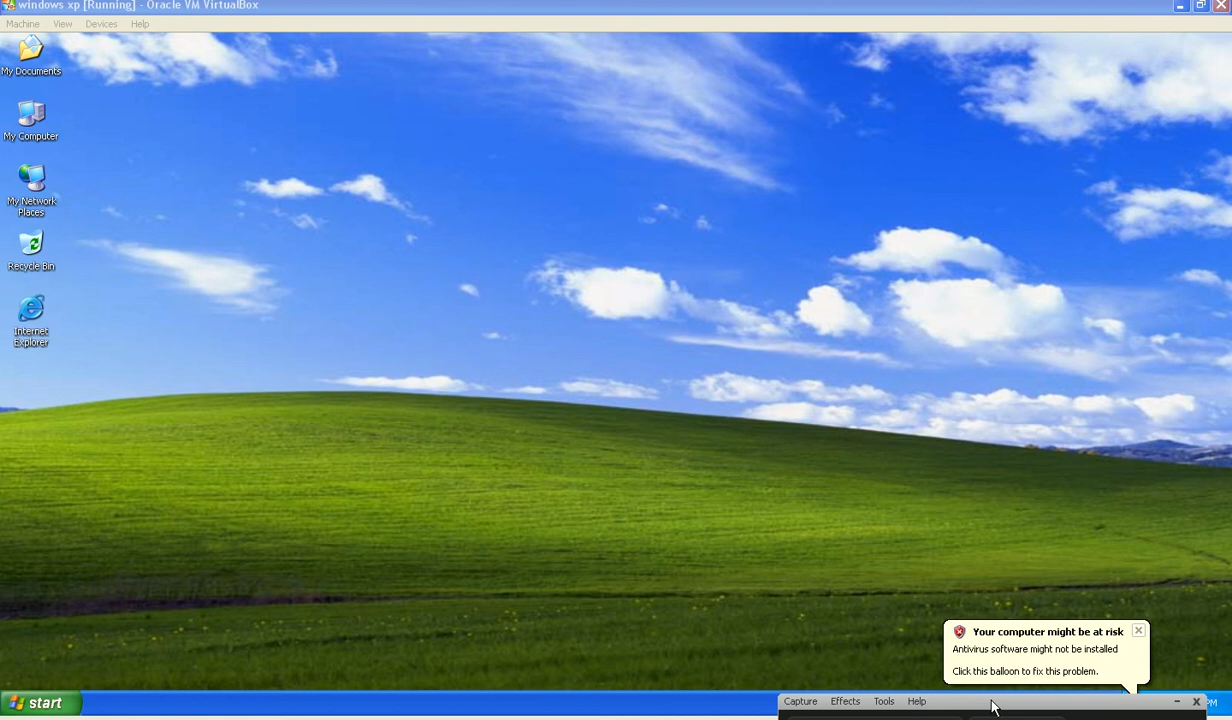 windows xp [Running] - Oracle VM VirtualBox
Machine View Devices Help
My Documents
My Computer
My Network
Places
Recycle Bin
Internet
Explorer
Your computer might be at risk
Antivirus software might not be installed
Click this balloon to fix this problem.
start
Capture Effects Tools Help
PM